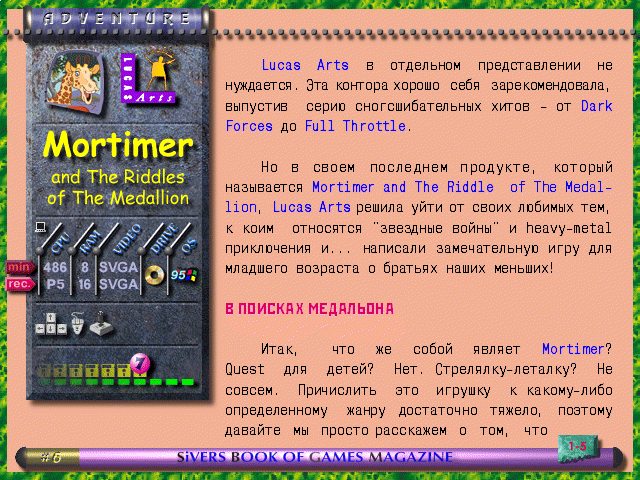 ADVENTURE
LUCAS
Arts
Mortimer
and The Riddles
of The Medallion
CPU RAM VIDEO DRIVE OS
min 486 8 SVGA 95
rec. P5 16 SVGA
7
Lucas Arts в отдельном представлении не
нуждается. Эта контора хорошо себя зарекомендовала,
выпустив серию сногсшибательных хитов - от Dark
Forces до Full Throttle.
Но в своем последнем продукте, который
называется Mortimer and The Riddle of The Medal-
lion, Lucas Arts решила уйти от своих любимых тем,
к коим относятся "звездные войны" и heavy-metal
приключения и... написали замечательную игру для
младшего возраста о братьях наших меньших!
В ПОИСКАХ МЕДАЛЬОНА
Итак, что же собой являет Mortimer?
Quest для детей? Нет. Стрелялку-леталку? Не
совсем. Причислить это игрушку к какому-либо
определенному жанру достаточно тяжело, поэтому
давайте мы просто расскажем о том, что
#6
SiVERS BOOK OF GAMES MAGAZINE
1-5